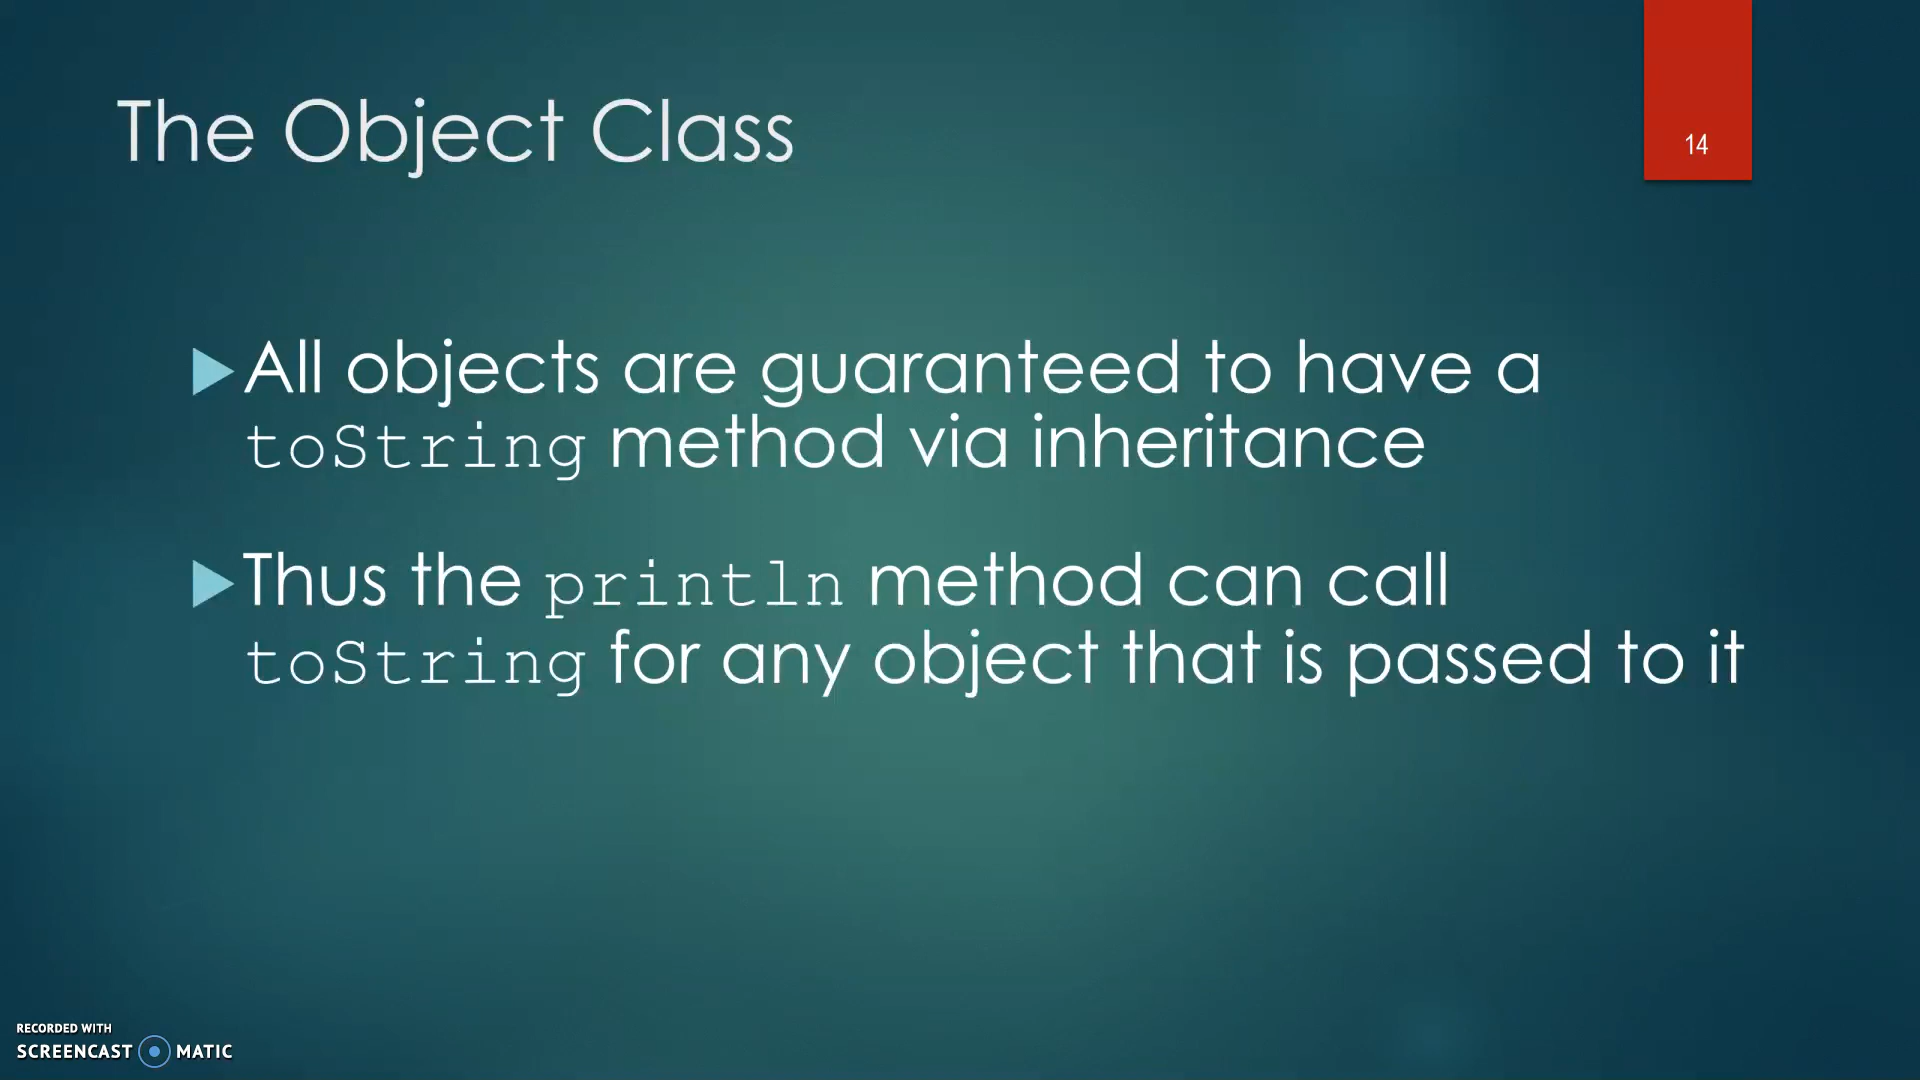 The Object Class
14
All objects are guaranteed to have a
toString method via inheritance
Thus the println method can call
toString for any object that is passed to it
RECORDED WITH
SCREENCAST MATIC